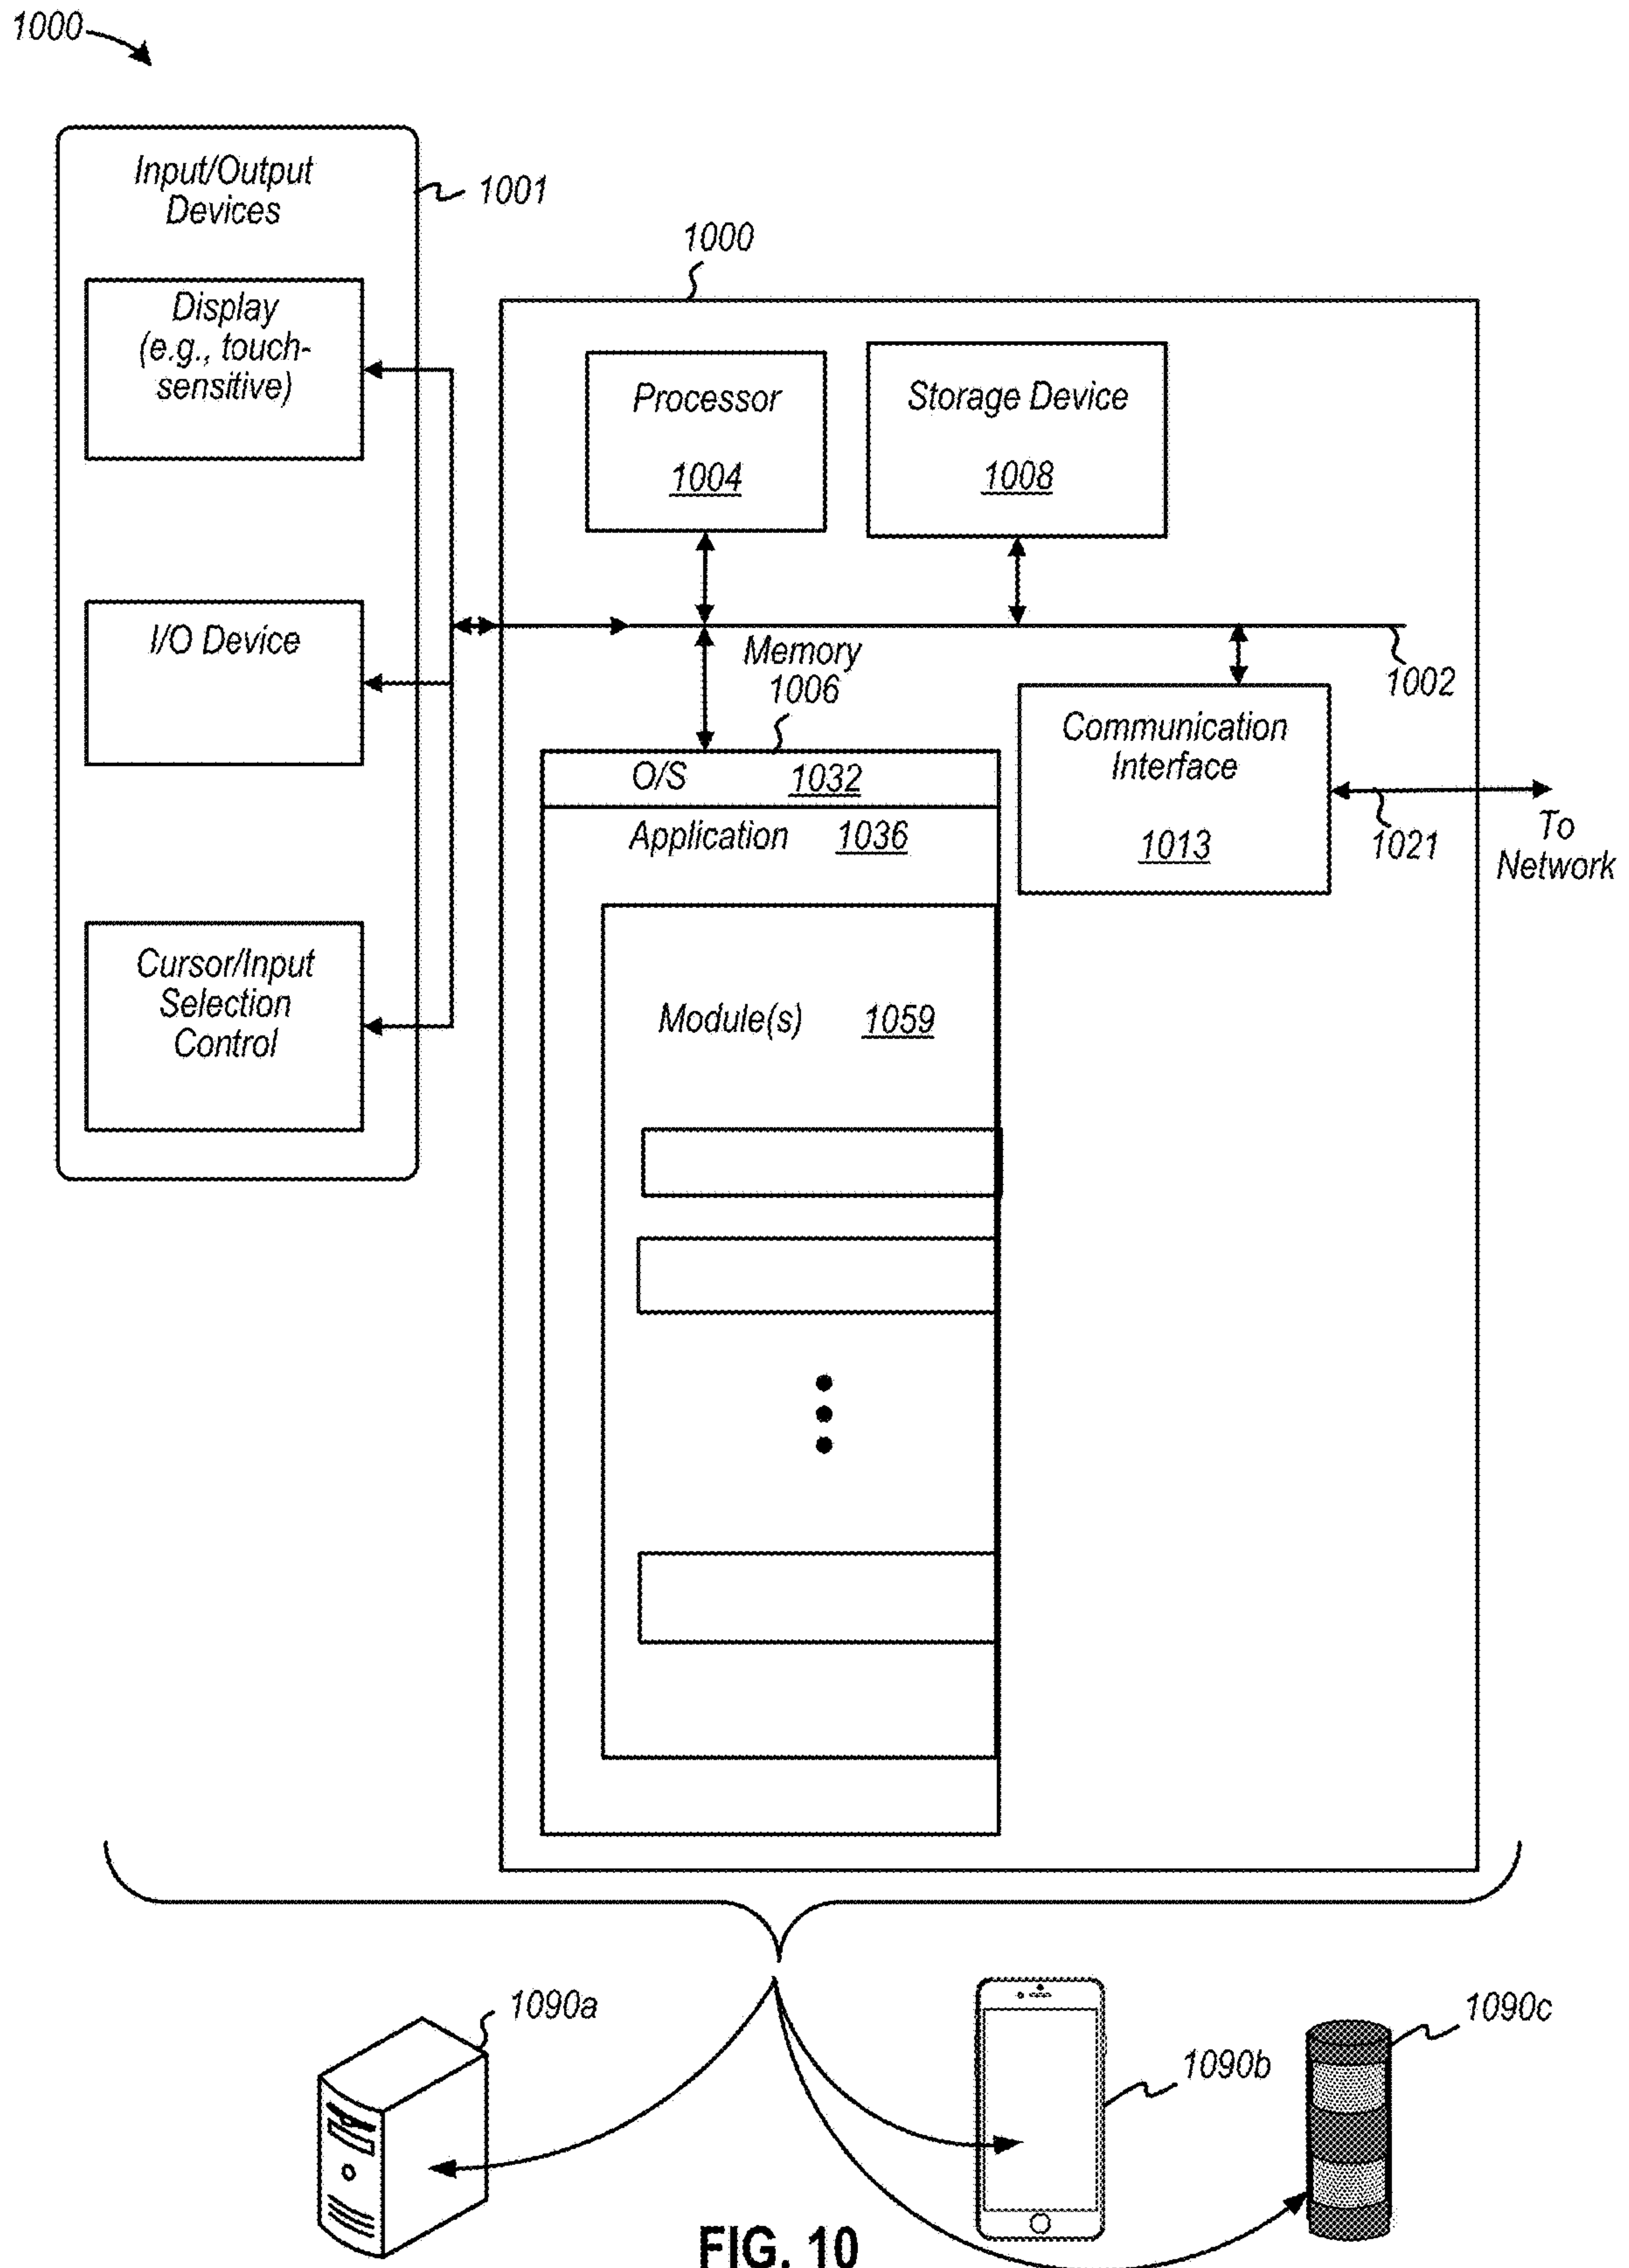 1000
Input/Output
Devices
1001
Display
(e.g., touch-
sensitive)
I/O Device
Cursor/Input
Selection
Control
1000
Processor
1004
Storage Device
1008
1002
Memory
1006
O/S 1032
Application 1036
Module(s) 1059
Communication
Interface
1013
1021
To
Network
1090a
1090b
1090c
FIG. 10